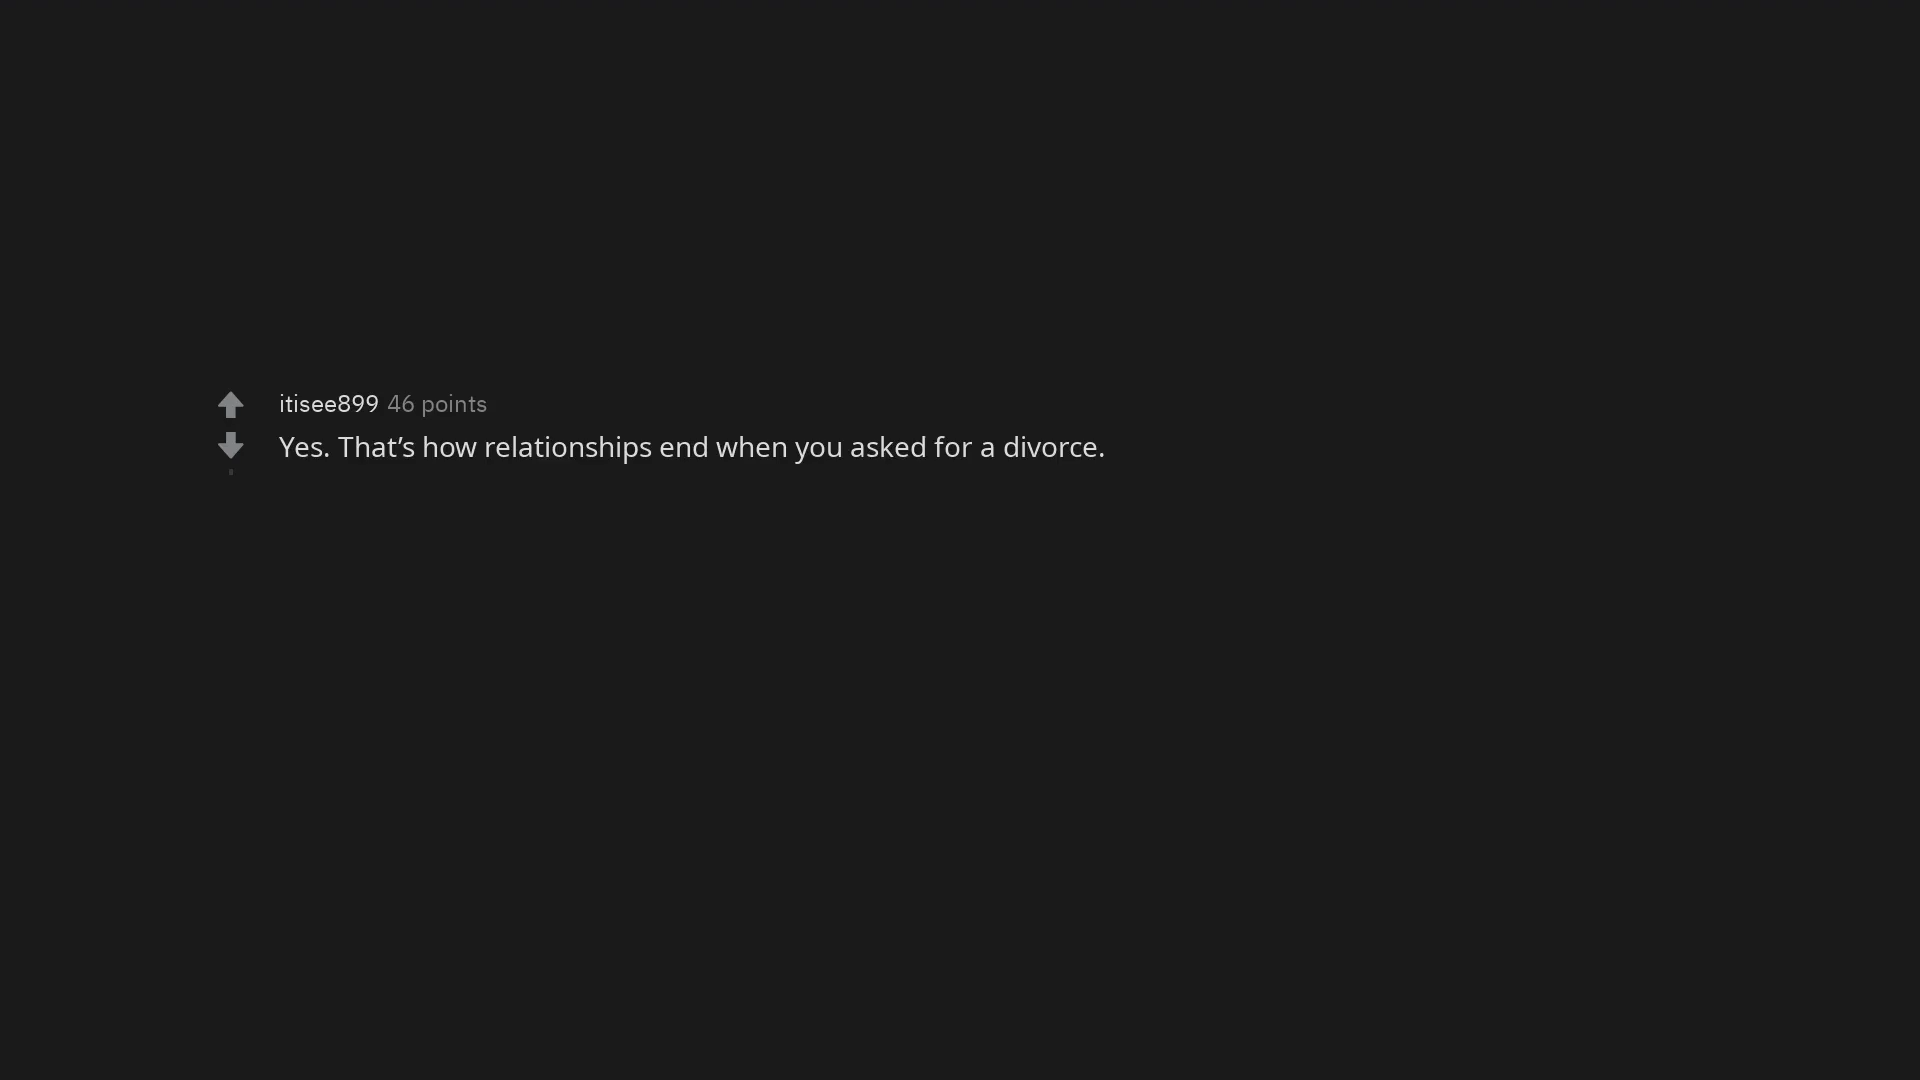 itisee899 46 points
Yes. That’s how relationships end when you asked for a divorce.